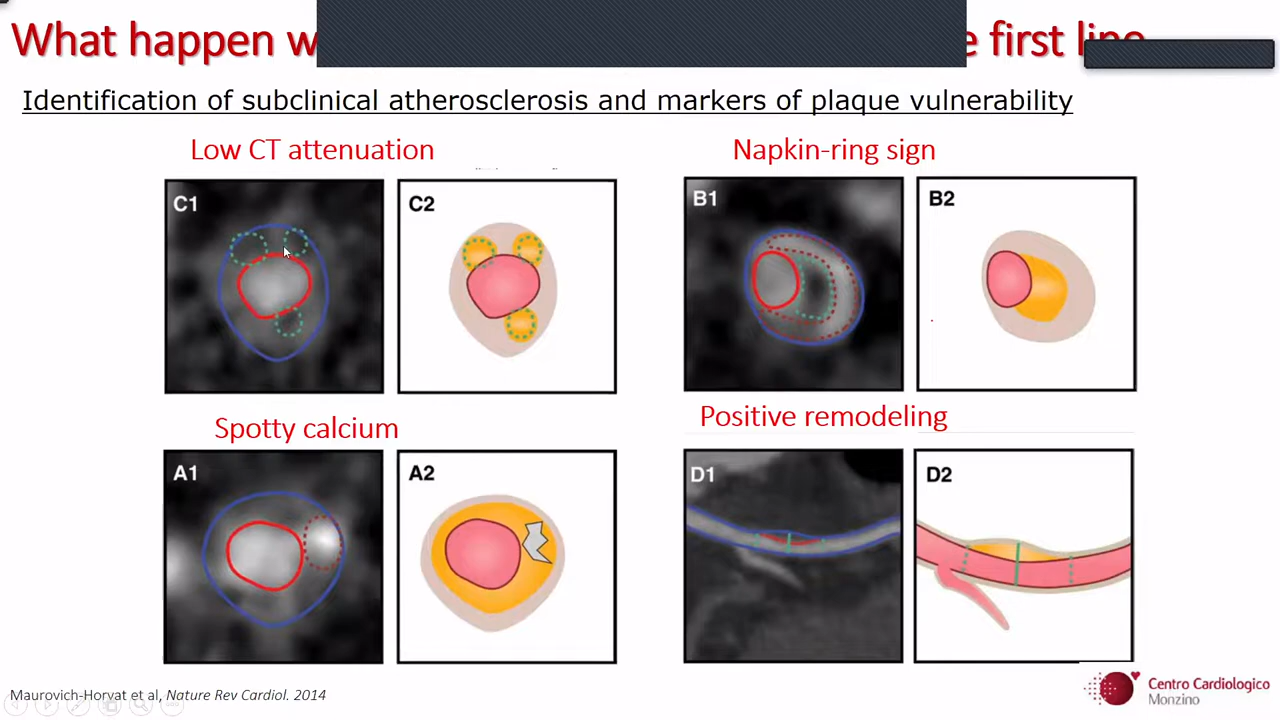 What happen w e first line
Identification of subclinical atherosclerosis and markers of plaque vulnerability
Low CT attenuation
Napkin-ring sign
C1
C2
B1
B2
Spotty calcium
Positive remodeling
A1
A2
D1
D2
Maurovich-Horvat et al, Nature Rev Cardiol. 2014
Centro Cardiologico
Monzino